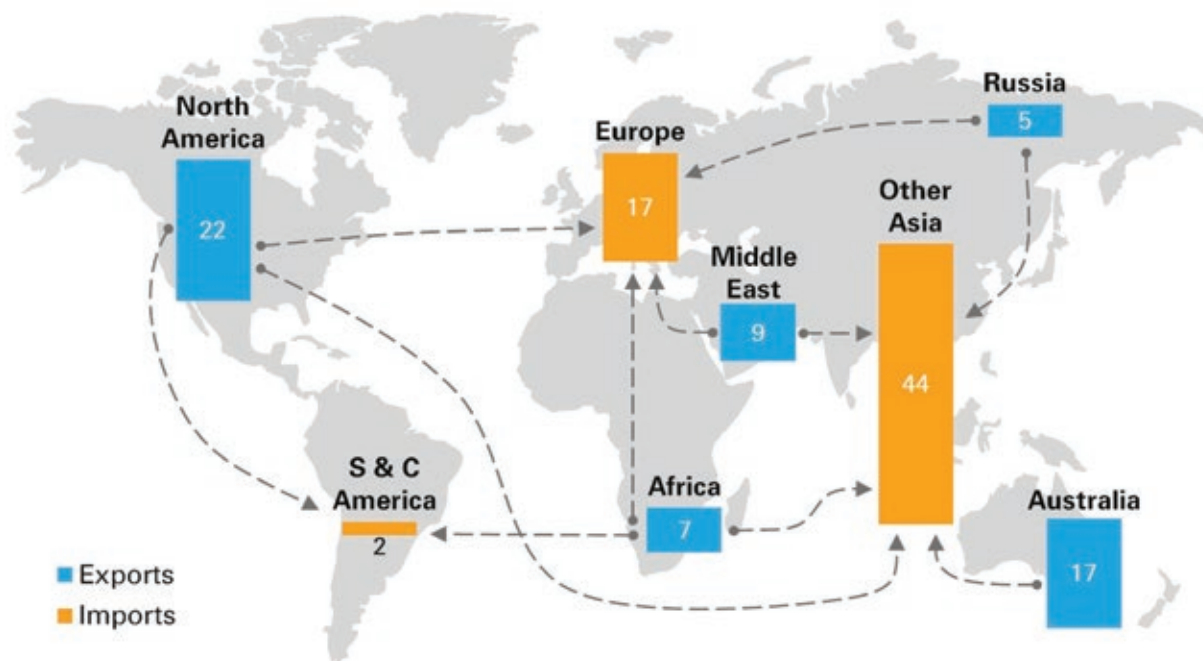 North
America
22
Europe
17
Russia
5
Other
Asia
44
Middle
East
9
S & C
America
2
Africa
7
Australia
17
Exports
Imports